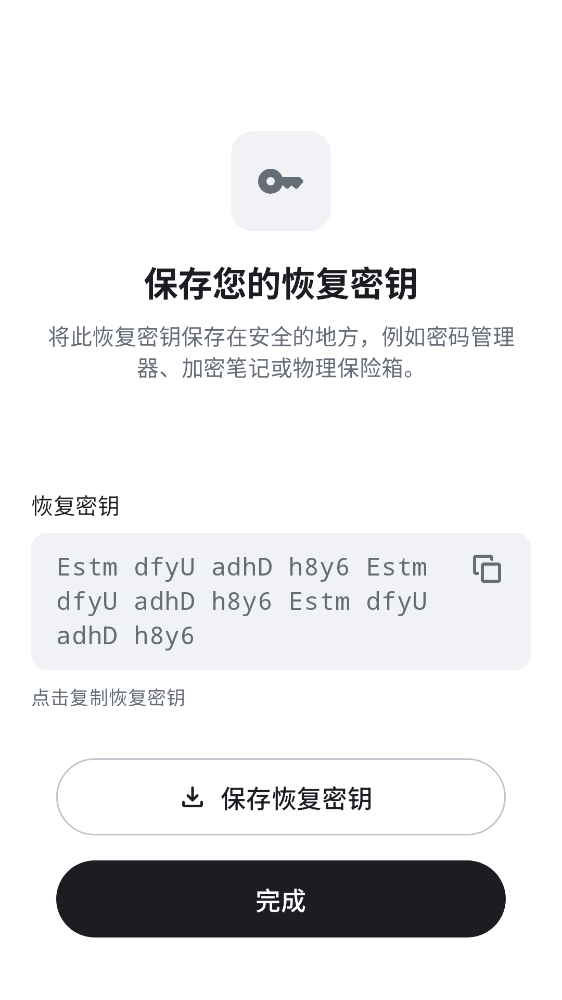 保存您的恢复密钥
将此恢复密钥保存在安全的地方，例如密码管理
器、加密笔记或物理保险箱。
恢复密钥
Estm dfyU adhD h8y6 Estm
dfyU adhD h8y6 Estm dfyU
adhD h8y6
点击复制恢复密钥
保存恢复密钥
完成